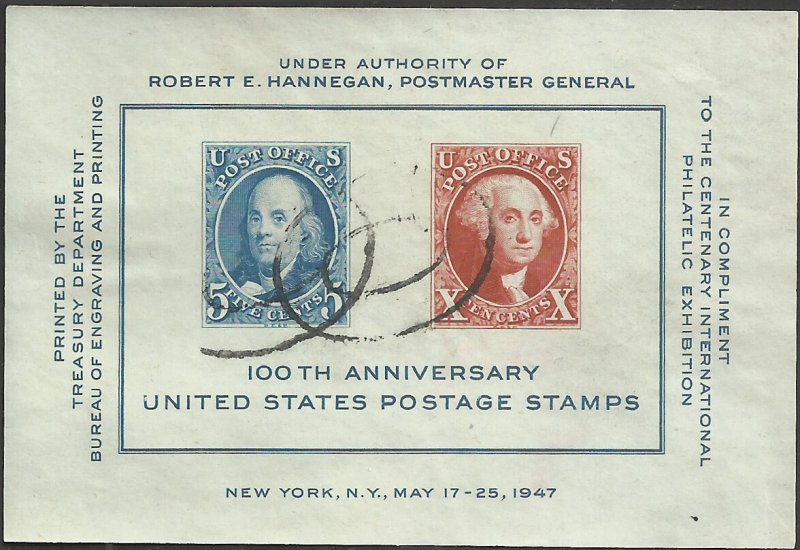 UNDER AUTHORITY OF
ROBERT E. HANNEGAN, POSTMASTER GENERAL
PRINTED BY THE
TREASURY DEPARTMENT
BUREAU OF ENGRAVING AND PRINTING
U S
POST OFFICE
5 FIVE CENTS 5
U S
POST OFFICE
X TEN CENTS X
100TH ANNIVERSARY
UNITED STATES POSTAGE STAMPS
IN COMPLIMENT
TO THE CENTENARY INTERNATIONAL
PHILATELIC EXHIBITION
NEW YORK, N.Y., MAY 17-25, 1947